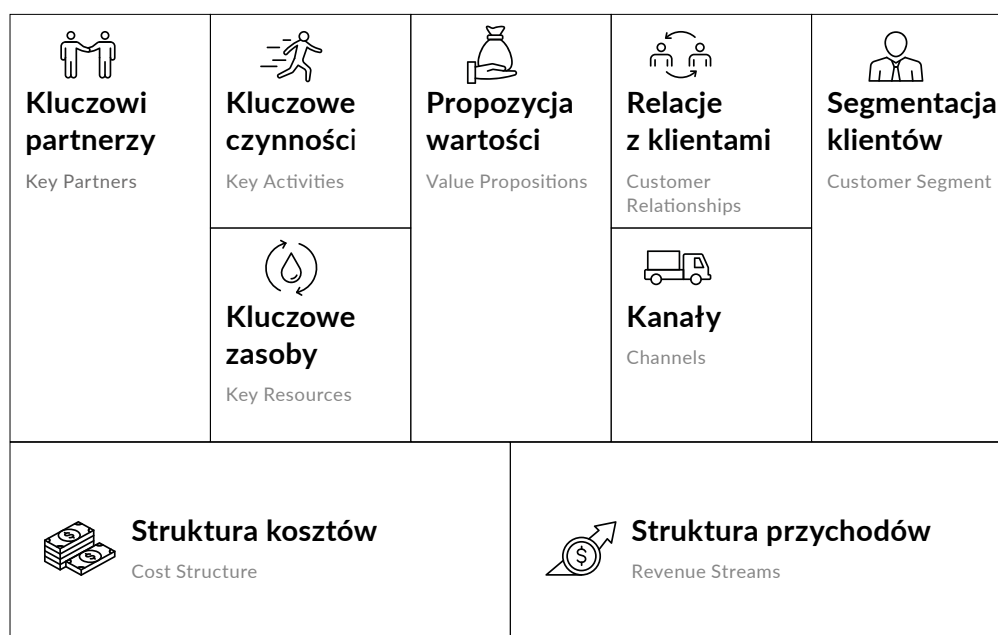 Kluczowi
partnerzy
Key Partners
Kluczowe
czynności
Key Activities
Kluczowe
zasoby
Key Resources
Propozycja
wartości
Value Propositions
Relacje
z klientami
Customer
Relationships
Kanały
Channels
Segmentacja
klientów
Customer Segment
Struktura kosztów
Cost Structure
Struktura przychodów
Revenue Streams